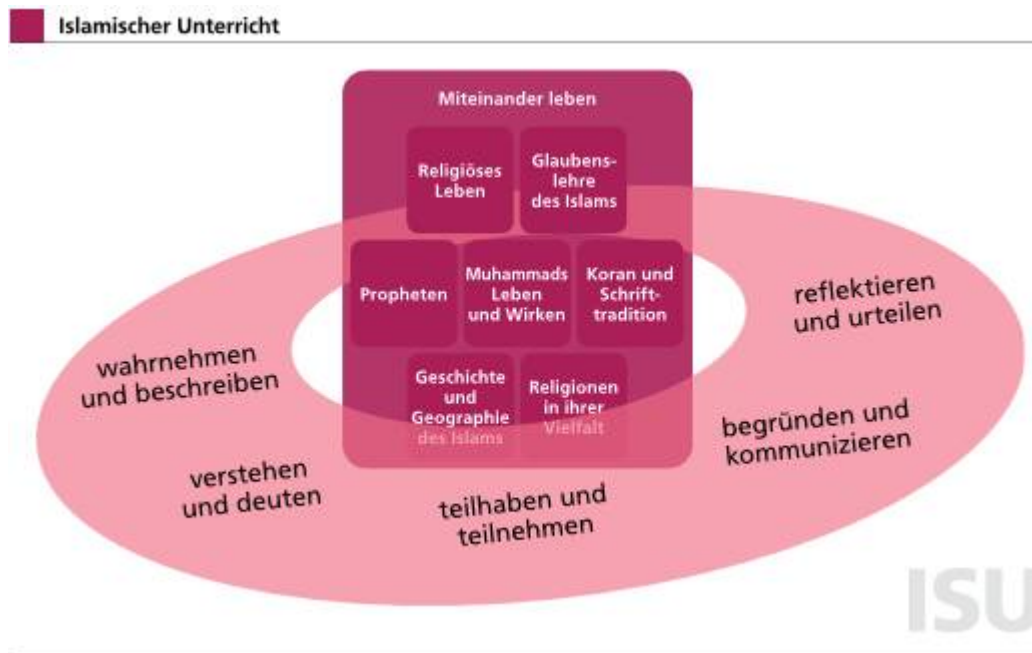 Islamischer Unterricht
Miteinander leben
Religiöses
Leben
Glaubens-
lehre
des Islams
Propheten
Muhammads
Leben
und Wirken
Koran und
Schrift-
tradition
Geschichte
und
Geographie
des Islams
Religionen
in ihrer
Vielfalt
wahrnehmen
und beschreiben
verstehen
und deuten
teilhaben und
teilnehmen
begründen und
kommunizieren
reflektieren
und urteilen
ISU